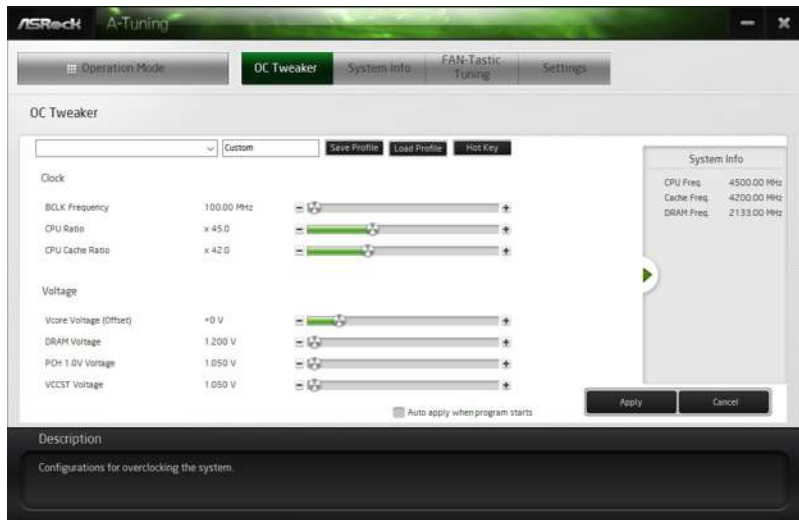 ASRock A-Tuning
Operation Mode OC Tweaker System Info FAN-Tastic Tuning Settings
OC Tweaker
Custom Save Profile Load Profile Hot Key
System Info
CPU Freq. 4500.00 MHz
Cache Freq. 4200.00 MHz
DRAM Freq. 2133.00 MHz
Clock
BCLK Frequency 100.00 MHz
CPU Ratio x 45.0
CPU Cache Ratio x 42.0
Voltage
Vcore Voltage (Offset) +0 V
DRAM Voltage 1.200 V
PCH 1.0V Voltage 1.050 V
VCCST Voltage 1.050 V
Auto apply when program starts
Apply Cancel
Description
Configurations for overclocking the system.